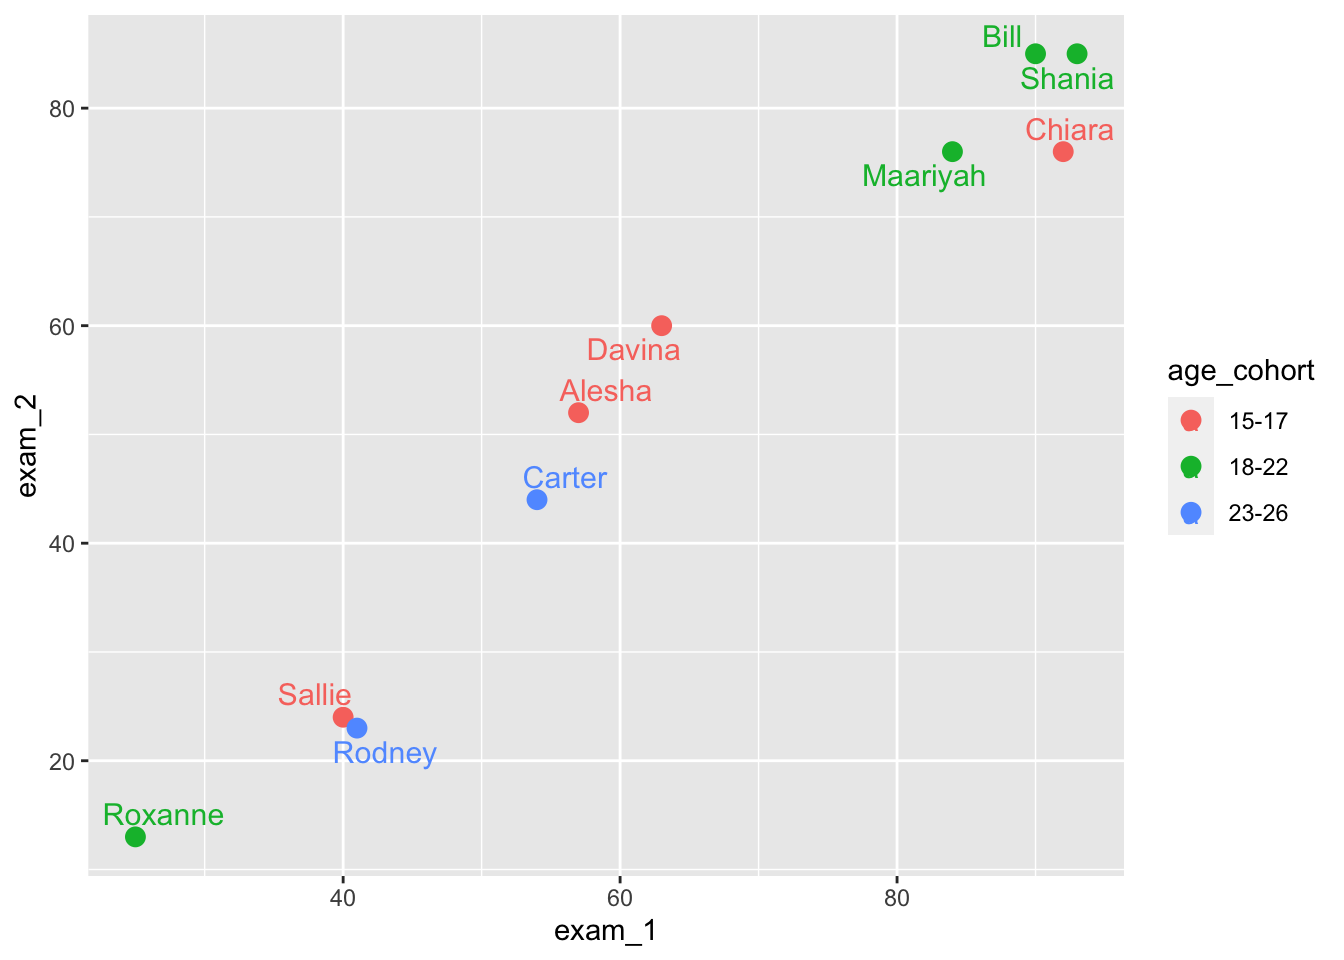 Bill
Shania
80
Chiara
Maariyah
60
Davina
Alesha
age_cohort
15-17
18-22
23-26
exam_2
Carter
40
Sallie
Rodney
20
Roxanne
40
60
80
exam_1